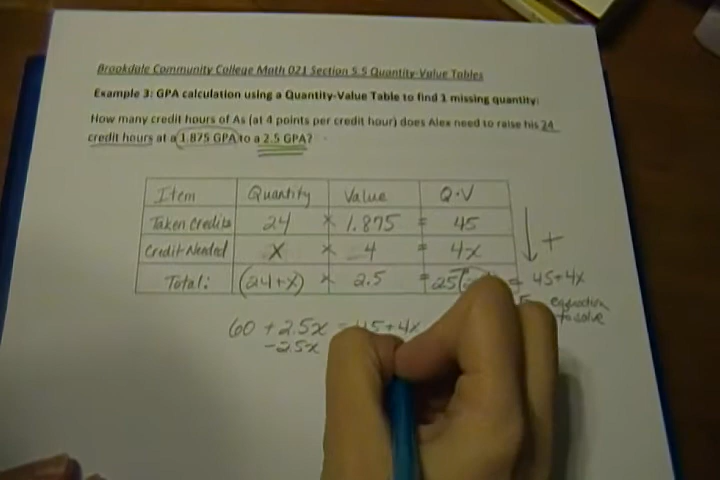 Brookdale Community College Math 021 Section 5.5 Quantity-Value Tables
Example 3: GPA calculation using a Quantity-Value Table to find 1 missing quantity:
How many credit hours of As (at 4 points per credit hour) does Alex need to raise his 24
credit hours at a 1.875 GPA to a 2.5 GPA?
Item Quantity Value Q·V
Taken Credits 24 × 1.875 = 45
Credit Needed x × 4 = 4x +
Total: (24+x) × 2.5 = 2.5( = 45+4x
equation
to solve
60 + 2.5x = 45+4x
-2.5x